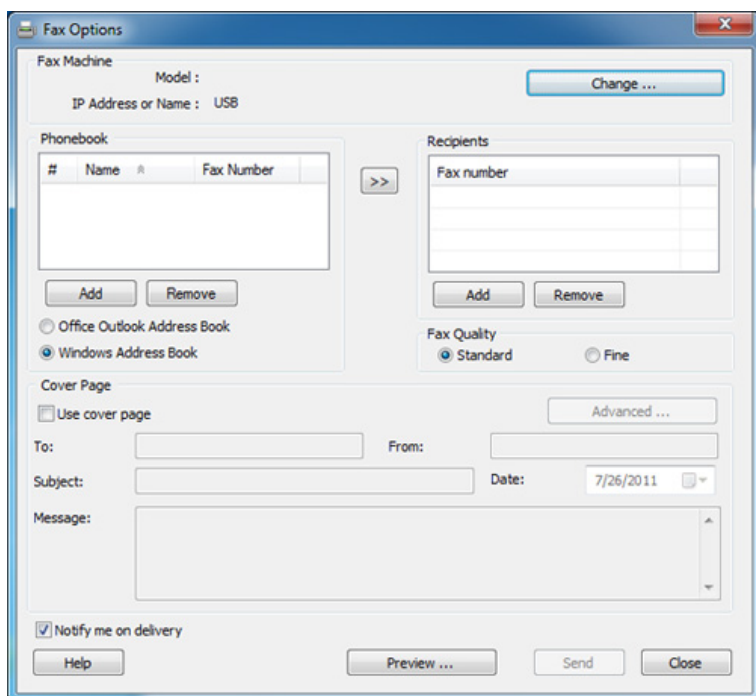 Fax Options
Fax Machine
Model :
Change ...
IP Address or Name : USB
Phonebook
Recipients
# Name Fax Number
>>
Fax number
Add Remove
Add Remove
Office Outlook Address Book
Windows Address Book
Fax Quality
Standard Fine
Cover Page
Use cover page
Advanced ...
To: From:
Subject: Date: 7/26/2011
Message:
Notify me on delivery
Help Preview ... Send Close